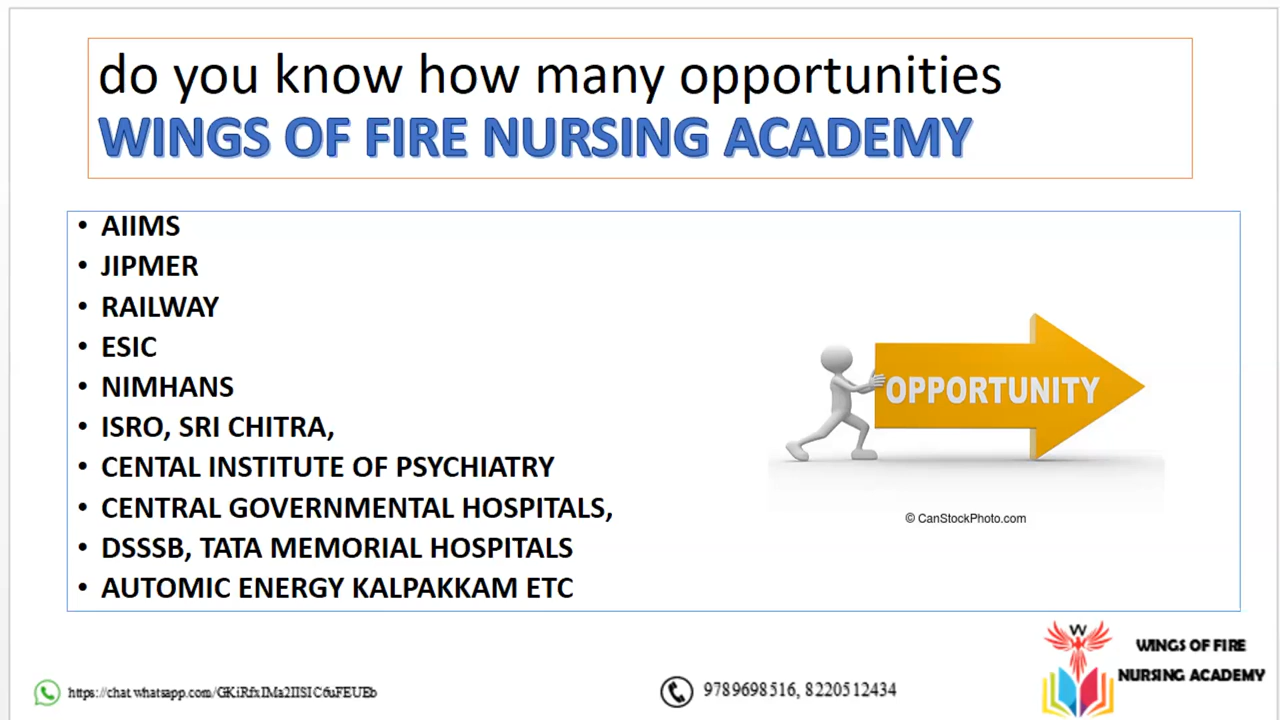 do you know how many opportunities
WINGS OF FIRE NURSING ACADEMY
• AIIMS
• JIPMER
• RAILWAY
• ESIC
• NIMHANS
• ISRO, SRI CHITRA,
• CENTAL INSTITUTE OF PSYCHIATRY
• CENTRAL GOVERNMENTAL HOSPITALS,
• DSSSB, TATA MEMORIAL HOSPITALS
• AUTOMIC ENERGY KALPAKKAM ETC
OPPORTUNITY
© CanStockPhoto.com
W
WINGS OF FIRE
NURSING ACADEMY
9789698516, 8220512434